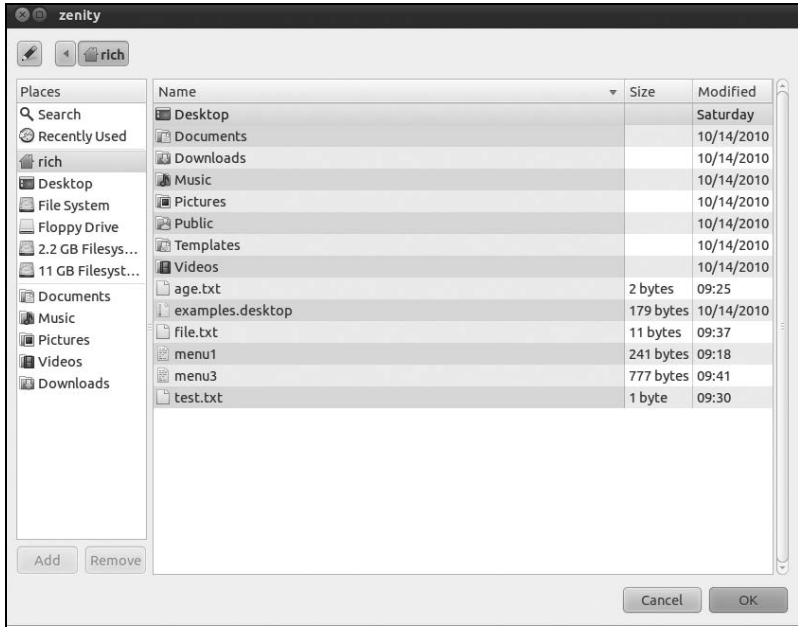 zenity
rich
Places
Search
Recently Used
rich
Desktop
File System
Floppy Drive
2.2 GB Filesys...
11 GB Filesyst...
Documents
Music
Pictures
Videos
Downloads
Add Remove
Name Size Modified
Desktop Saturday
Documents 10/14/2010
Downloads 10/14/2010
Music 10/14/2010
Pictures 10/14/2010
Public 10/14/2010
Templates 10/14/2010
Videos 10/14/2010
age.txt 2 bytes 09:25
examples.desktop 179 bytes 10/14/2010
file.txt 11 bytes 09:37
menu1 241 bytes 09:18
menu3 777 bytes 09:41
test.txt 1 byte 09:30
Cancel OK